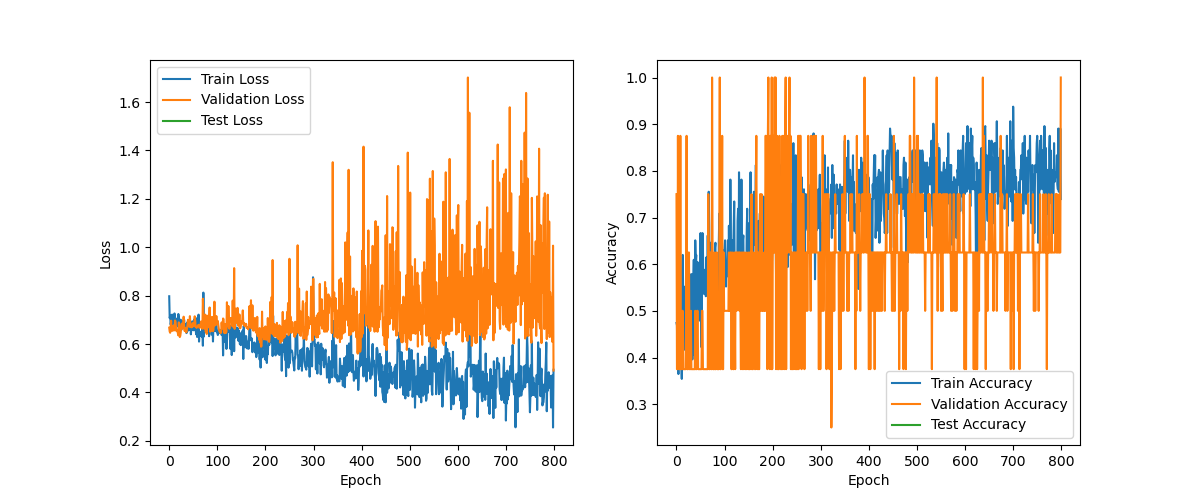 Train Loss
Validation Loss
Test Loss
1.6
1.4
1.2
1.0
0.8
0.6
0.4
0.2
Loss
0 100 200 300 400 500 600 700 800
Epoch
1.0
0.9
0.8
0.7
0.6
0.5
0.4
0.3
Accuracy
Train Accuracy
Validation Accuracy
Test Accuracy
0 100 200 300 400 500 600 700 800
Epoch